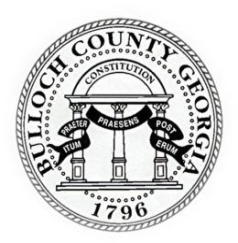 BULLOCH COUNTY GEORGIA
CONSTITUTION
PRAETER PRAESENS POST
ITUM ERUM
1796